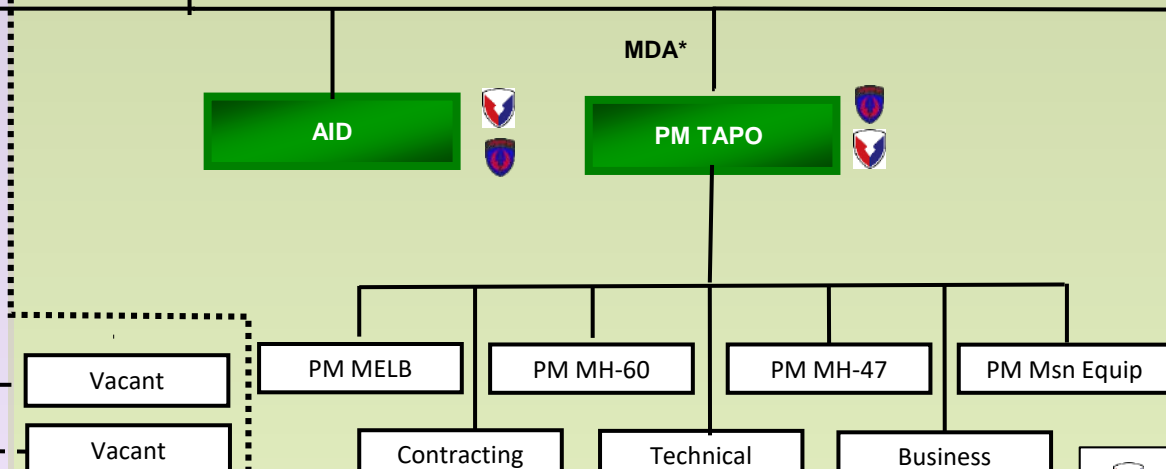 MDA*
AID
PM TAPO
PM MELB
PM MH-60
PM MH-47
PM Msn Equip
Vacant
Vacant
Contracting
Technical
Business